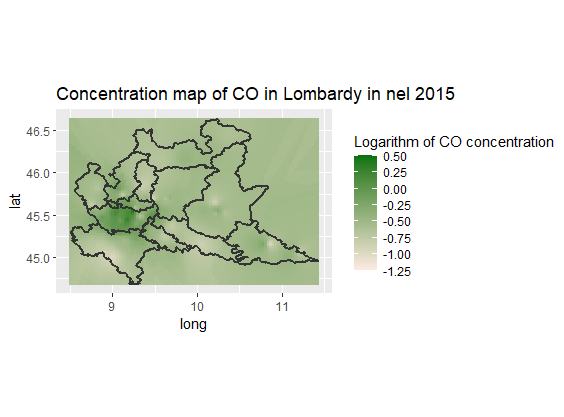 Concentration map of CO in Lombardy in nel 2015
Logarithm of CO concentration
0.50
0.25
0.00
-0.25
-0.50
-0.75
-1.00
-1.25
46.5
46.0
45.5
45.0
lat
9 10 11
long